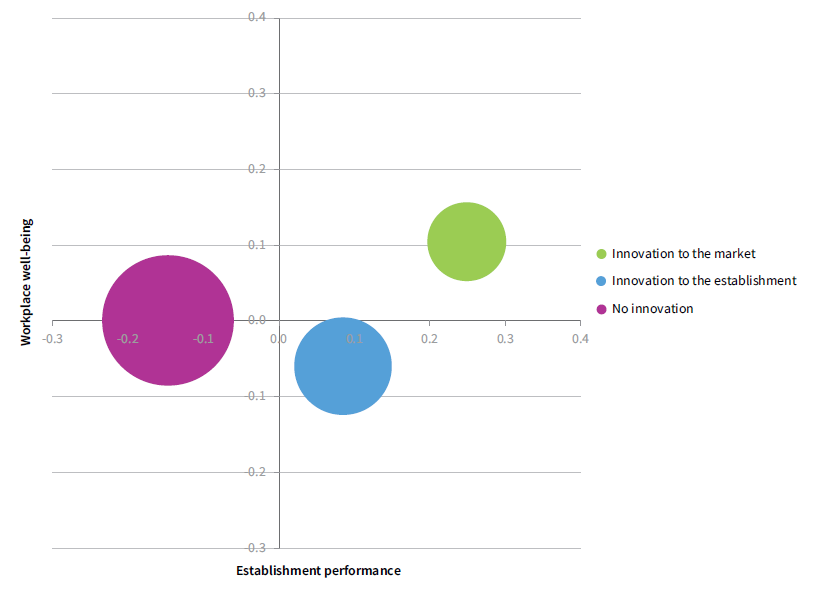 0.4
0.3
0.2
0.1
0.0
-0.1
-0.2
-0.3
-0.3 -0.2 -0.1 0.0 0.1 0.2 0.3 0.4
Workplace well-being
Establishment performance
Innovation to the market
Innovation to the establishment
No innovation